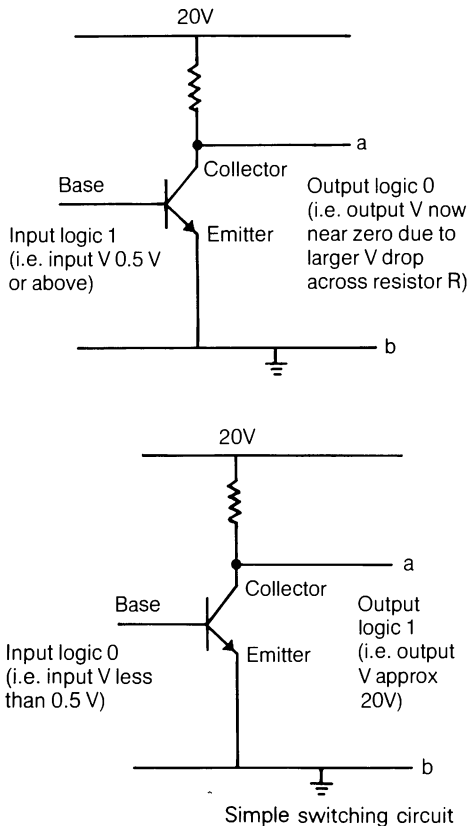 20V
a
Collector
Base
Output logic 0
(i.e. output V now
near zero due to
larger V drop
across resistor R)
Input logic 1
(i.e. input V 0.5 V
or above)
Emitter
b
20V
a
Collector
Base
Output
logic 1
(i.e. output
V approx
20V)
Input logic 0
(i.e. input V less
than 0.5 V)
Emitter
b
Simple switching circuit